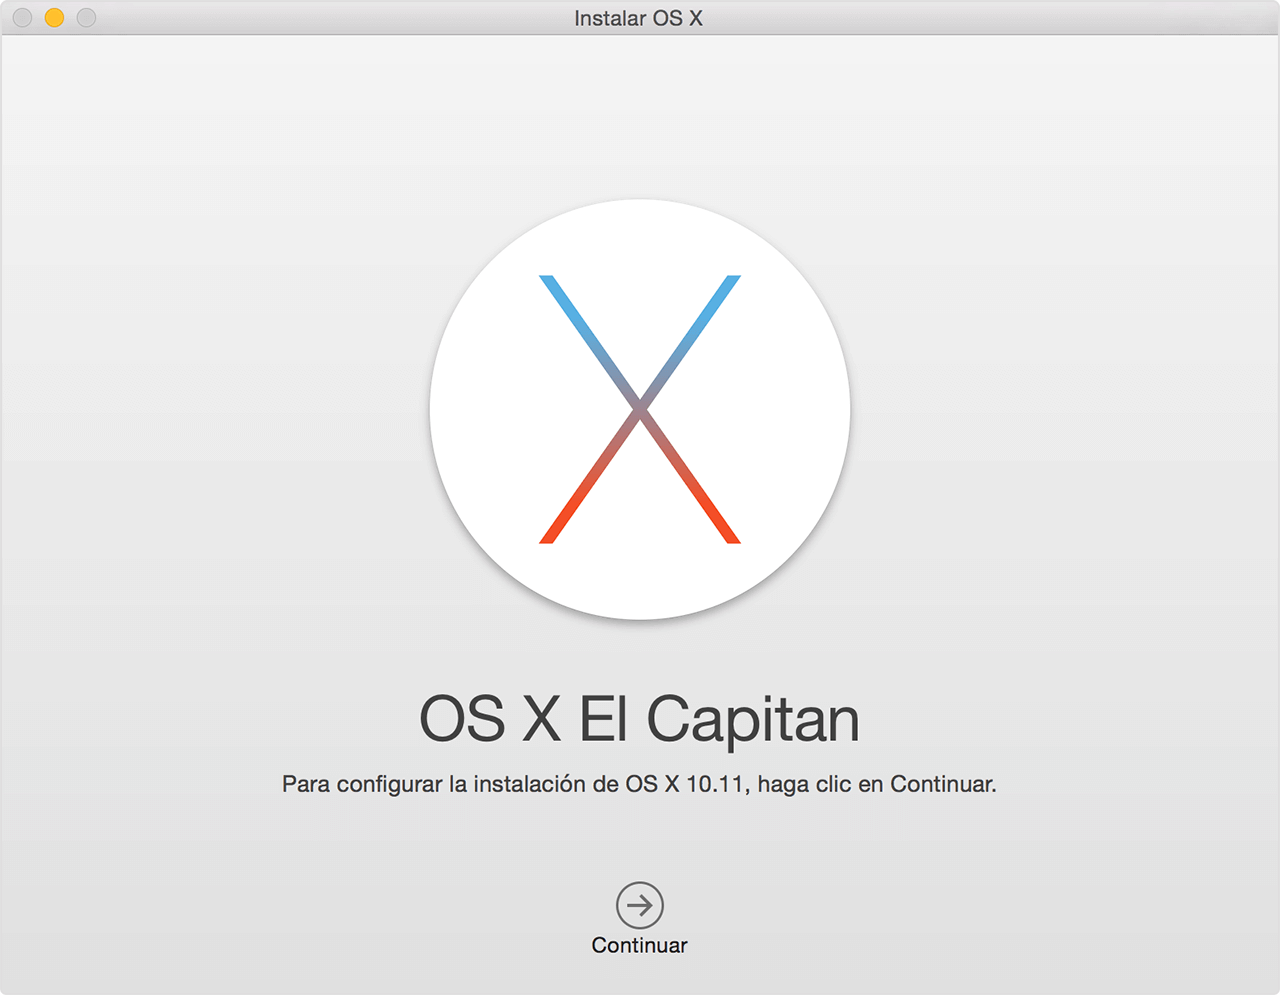 Instalar OS X
OS X El Capitan
Para configurar la instalación de OS X 10.11, haga clic en Continuar.
Continuar